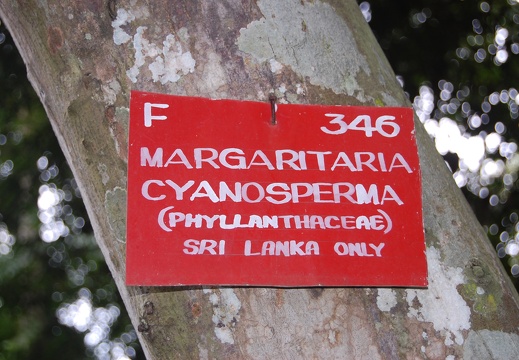 F 346
MARGARITARIA
CYANOSPERMA
(PHYLLANTHACEAE)
SRI LANKA ONLY